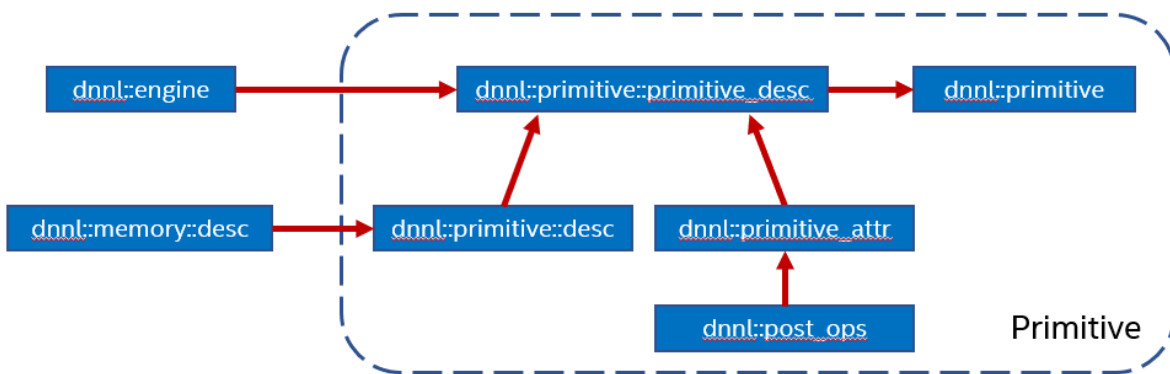 dnnl::engine
dnnl::primitive::primitive_desc
dnnl::primitive
dnnl::memory::desc
dnnl::primitive::desc
dnnl::primitive_attr
dnnl::post_ops
Primitive